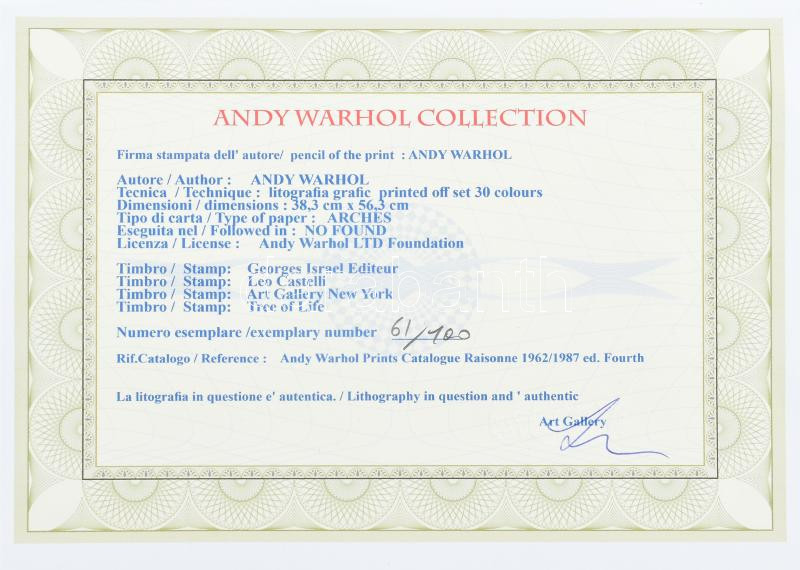 ANDY WARHOL COLLECTION
Firma stampata dell' autore/ pencil of the print : ANDY WARHOL
Autore / Author : ANDY WARHOL
Tecnica / Technique : litografia grafic printed off set 30 colours
Dimensioni / dimensions : 38,3 cm x 56,3 cm
Tipo di carta / Type of paper : ARCHES
Eseguita nel / Followed in : NO FOUND
Licenza / License : Andy Warhol LTD Foundation
Timbro / Stamp: Georges Israel Editeur
Timbro / Stamp: Leo Castelli
Timbro / Stamp: Art Gallery New York
Timbro / Stamp: Tree of Life
Numero esemplare /exemplary number 61/100
Rif.Catalogo / Reference : Andy Warhol Prints Catalogue Raisonne 1962/1987 ed. Fourth
La litografia in questione e' autentica. / Lithography in question and ' authentic
Art Gallery